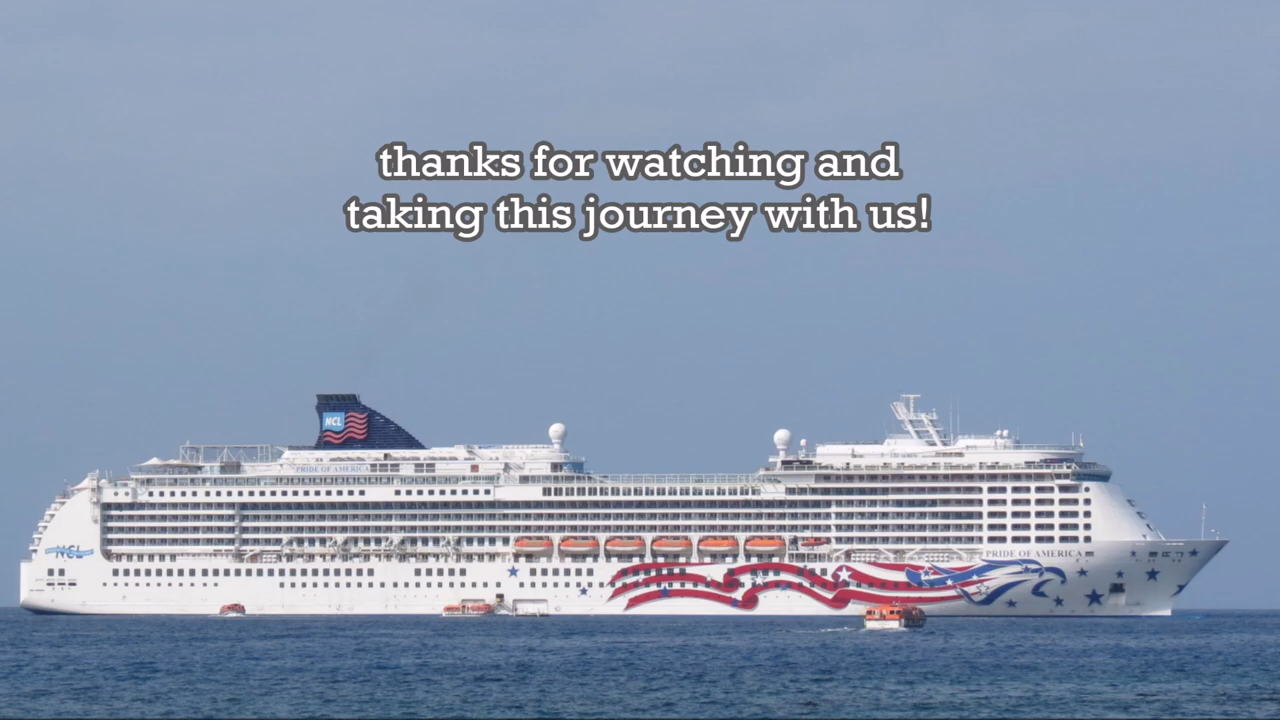 thanks for watching and
taking this journey with us!
NCL
PRIDE OF AMERICA
NCL
PRIDE OF AMERICA